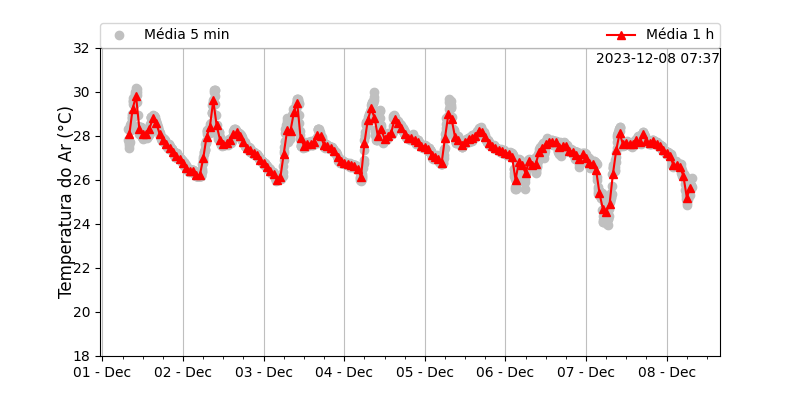 Média 5 min
Média 1 h
2023-12-08 07:37
Temperatura do Ar (°C)
32
30
28
26
24
22
20
18
01 - Dec
02 - Dec
03 - Dec
04 - Dec
05 - Dec
06 - Dec
07 - Dec
08 - Dec